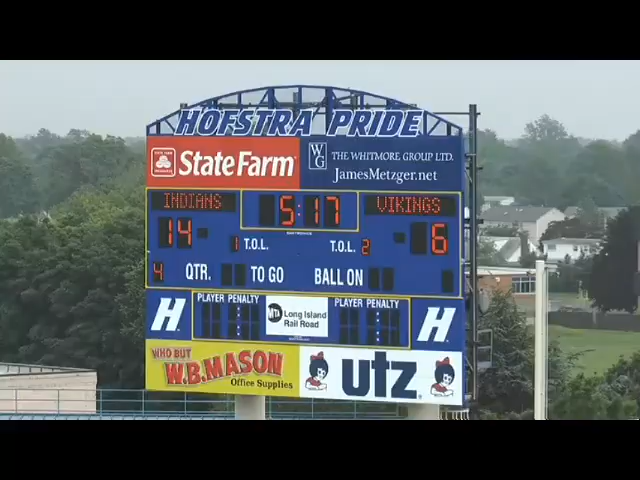 HOFSTRA PRIDE
State Farm
WG THE WHITMORE GROUP LTD.
JamesMetzger.net
INDIANS 5:17 VIKINGS
14 1 T.O.L. T.O.L. 2 6
4 QTR. TO GO BALL ON
PLAYER PENALTY PLAYER PENALTY
H MTA Long Island Rail Road H
WHO BUT
W.B. MASON
Office Supplies
utz